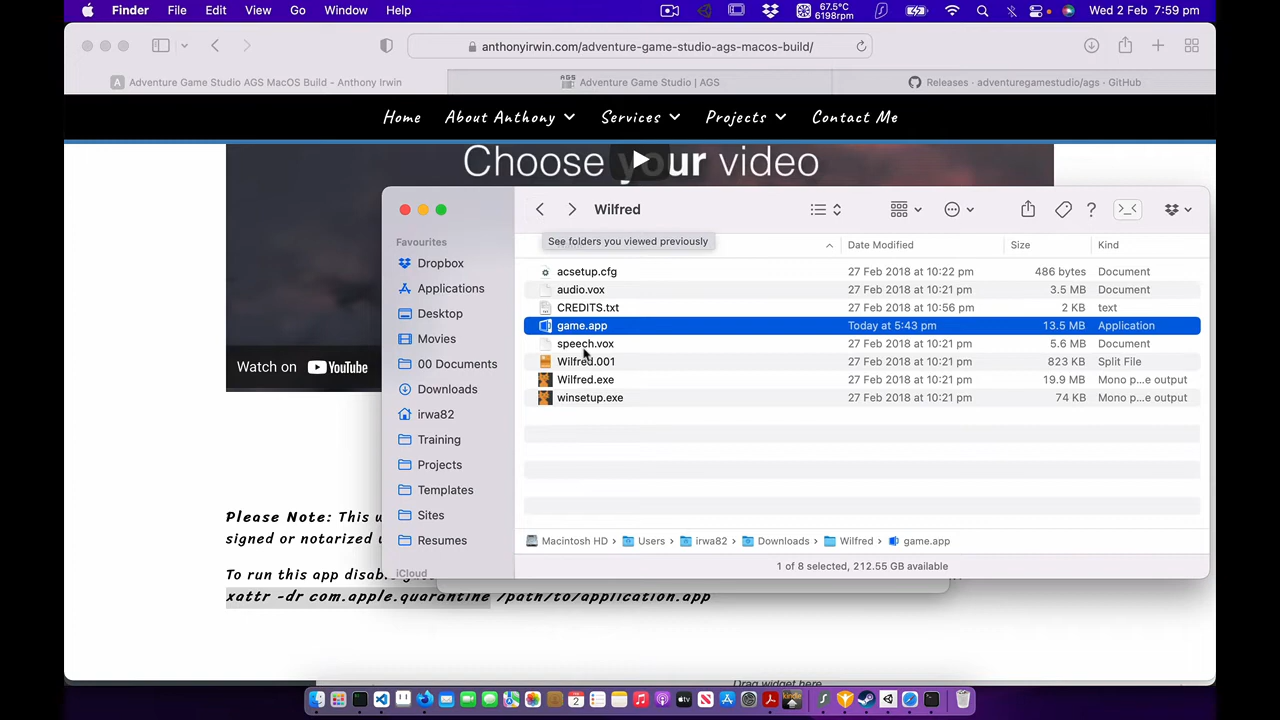 Finder File Edit View Go Window Help 67.5°C 6198rpm Wed 2 Feb 7:59 pm
anthonyirwin.com/adventure-game-studio-ags-macos-build/
Adventure Game Studio AGS MacOS Build - Anthony Irwin Adventure Game Studio | AGS Releases · adventuregamestudio/ags · GitHub
Home About Anthony Services Projects Contact Me
Choose your video
Wilfred
Favourites
See folders you viewed previously
Date Modified Size Kind
Dropbox
Applications
Desktop
Movies
00 Documents
Downloads
irwa82
Training
Projects
Templates
Sites
Resumes
iCloud
acsetup.cfg 27 Feb 2018 at 10:22 pm 486 bytes Document
audio.vox 27 Feb 2018 at 10:21 pm 3.5 MB Document
CREDITS.txt 27 Feb 2018 at 10:56 pm 2 KB text
game.app Today at 5:43 pm 13.5 MB Application
speech.vox 27 Feb 2018 at 10:21 pm 5.6 MB Document
Wilfred.001 27 Feb 2018 at 10:21 pm 823 KB Split File
Wilfred.exe 27 Feb 2018 at 10:21 pm 19.9 MB Mono p...e output
winsetup.exe 27 Feb 2018 at 10:21 pm 74 KB Mono p...e output
Macintosh HD › Users › irwa82 › Downloads › Wilfred › game.app
1 of 8 selected, 212.55 GB available
Watch on YouTube
Please Note: This
signed or notarized
To run this app
xattr -dr com.apple.quarantine /path/to/application.app
Drag widget here